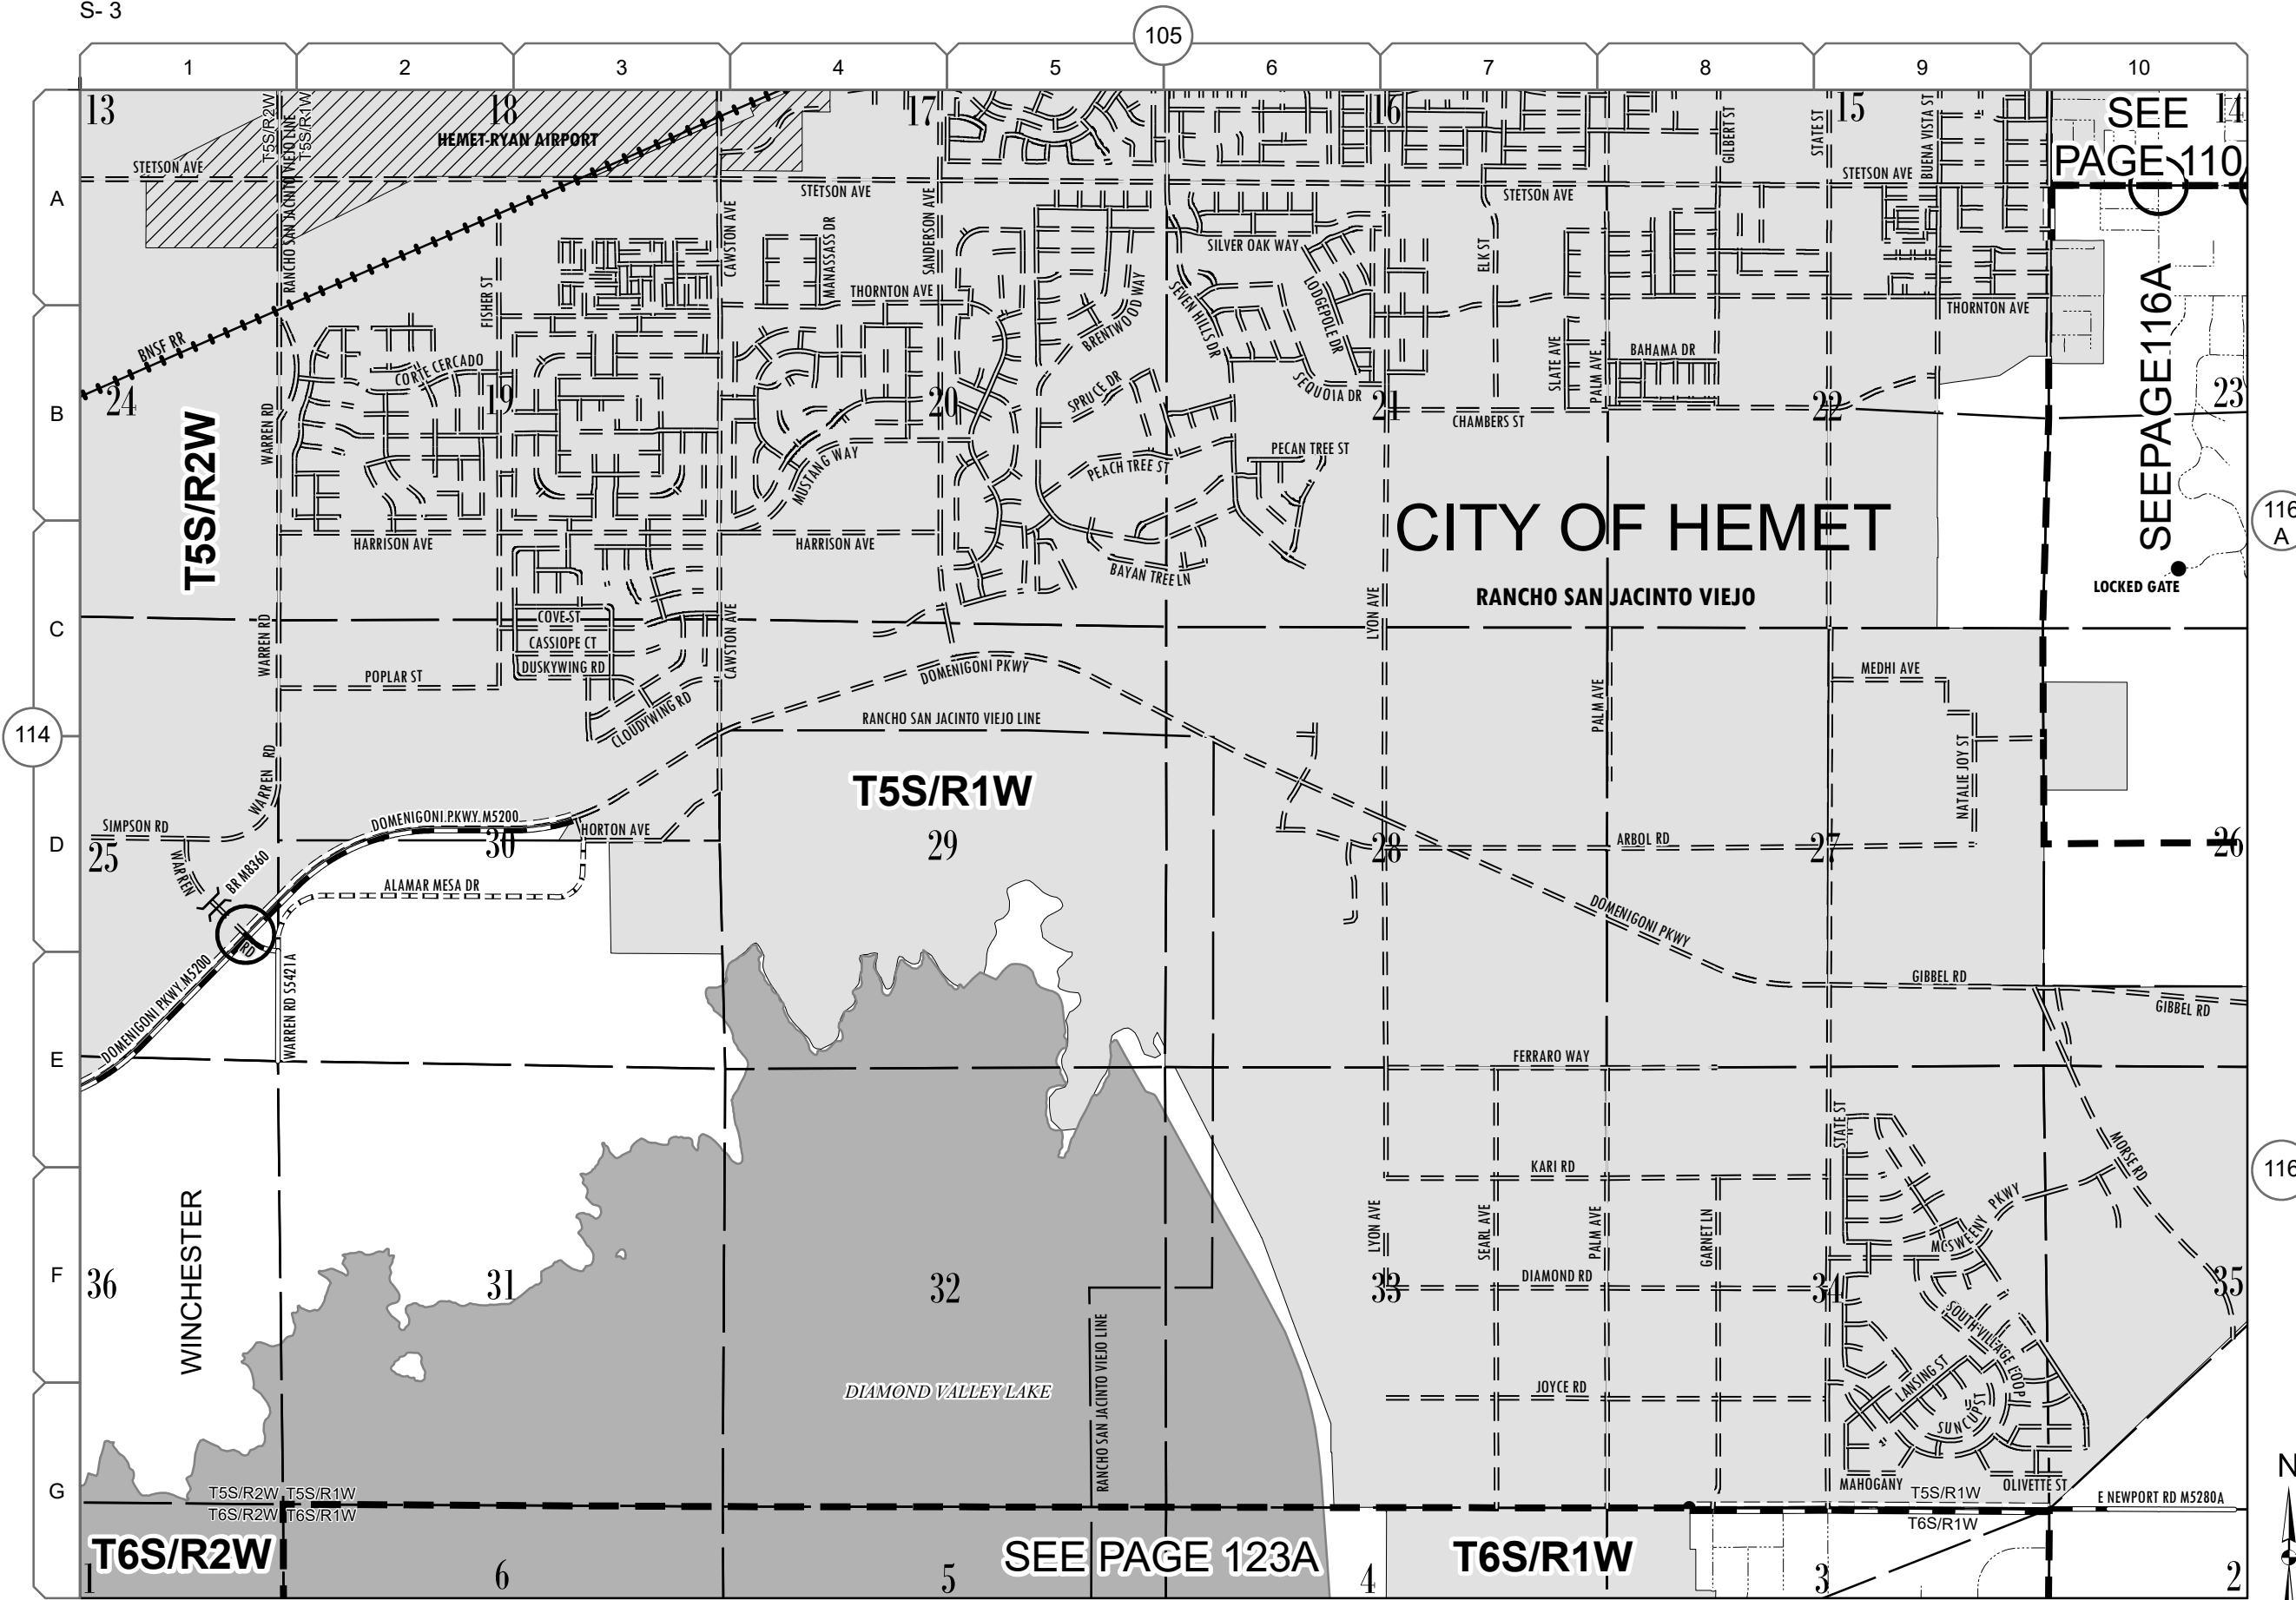 S- 3
105
1
2
3
4
5
6
7
8
9
10
A
B
C
D
E
F
G
114
116
A
116
N
13
18
17
16
15
14
T5S/R2W
T5S/R1W
HEMET-RYAN AIRPORT
SEE
PAGE 110
STETSON AVE
STETSON AVE
STETSON AVE
STETSON AVE
RANCHO SAN JACINTO VIEJO LINE
GILBERT ST
STATE ST
BUENA VISTA ST
CAWSTON AVE
MANASSASS DR
SANDERSON AVE
SILVER OAK WAY
ELK ST
FISHER ST
THORNTON AVE
THORNTON AVE
BRENTWOOD WAY
SEVEN HILLS DR
LODGEPOLE DR
BNSF RR
CORTE CERCADO
SPRUCE DR
SEQUOIA DR
SLATE AVE
PALM AVE
BAHAMA DR
24
19
20
21
22
23
SEE PAGE 116A
T5S/R2W
WARREN RD
CHAMBERS ST
MUSTANG WAY
PEACH TREE ST
PECAN TREE ST
CITY OF HEMET
RANCHO SAN JACINTO VIEJO
HARRISON AVE
HARRISON AVE
BAYAN TREE LN
LOCKED GATE
WARREN RD
COVE ST
CASSIOPE CT
DUSKYWING RD
CAWSTON AVE
LYON AVE
POPLAR ST
CLOUDYWING RD
DOMENIGONI PKWY
RANCHO SAN JACINTO VIEJO LINE
PALM AVE
MEDHI AVE
NATALIE JOY ST
WARREN RD
T5S/R1W
SIMPSON RD
DOMENIGONI PKWY M5200
HORTON AVE
ARBOL RD
25
30
29
28
27
26
WARREN
RD
BR M8360
ALAMAR MESA DR
DOMENIGONI PKWY
DOMENIGONI PKWY M5200
WARREN RD S5421A
GIBBEL RD
GIBBEL RD
FERRARO WAY
STATE ST
MORSE RD
KARI RD
WINCHESTER
LYON AVE
SEARL AVE
PALM AVE
GARNET LN
MCSWEENY PKWY
36
31
32
33
34
35
DIAMOND RD
SOUTH VILLAGE LOOP
RANCHO SAN JACINTO VIEJO LINE
DIAMOND VALLEY LAKE
JOYCE RD
LANSING ST
SUNCUP ST
MAHOGANY
OLIVETTE ST
T5S/R2W
T5S/R1W
T6S/R2W
T6S/R1W
T5S/R1W
T6S/R1W
E NEWPORT RD M5280A
T6S/R2W
SEE PAGE 123A
T6S/R1W
1
6
5
4
3
2